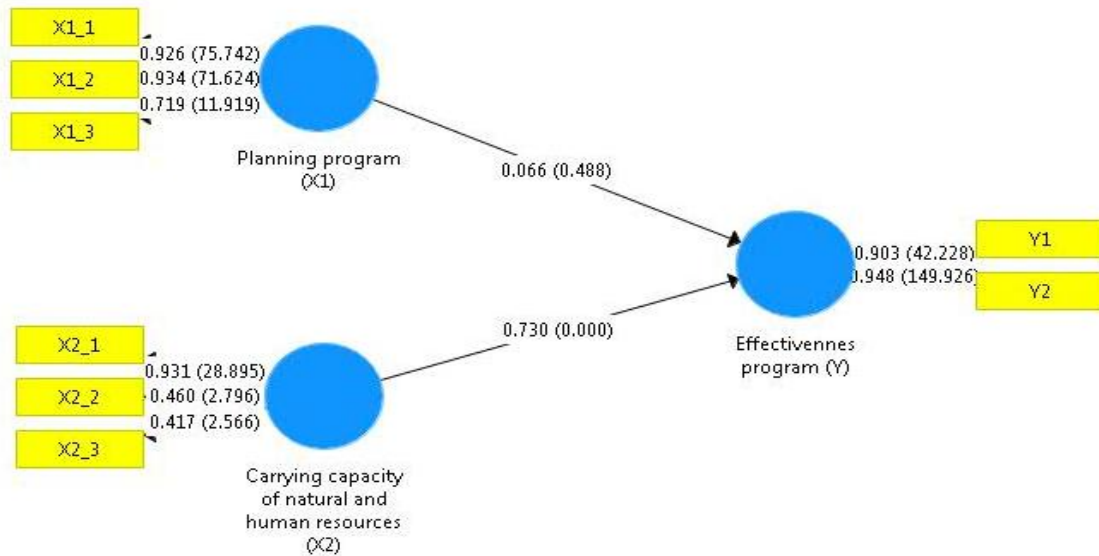 X1_1
0.926 (75.742)
X1_2
0.934 (71.624)
0.719 (11.919)
X1_3
Planning program
(X1)
0.066 (0.488)
Y1
0.903 (42.228)
0.948 (149.926)
Y2
Effectivennes
program (Y)
0.730 (0.000)
X2_1
0.931 (28.895)
X2_2
0.460 (2.796)
0.417 (2.566)
X2_3
Carrying capacity
of natural and
human resources
(X2)